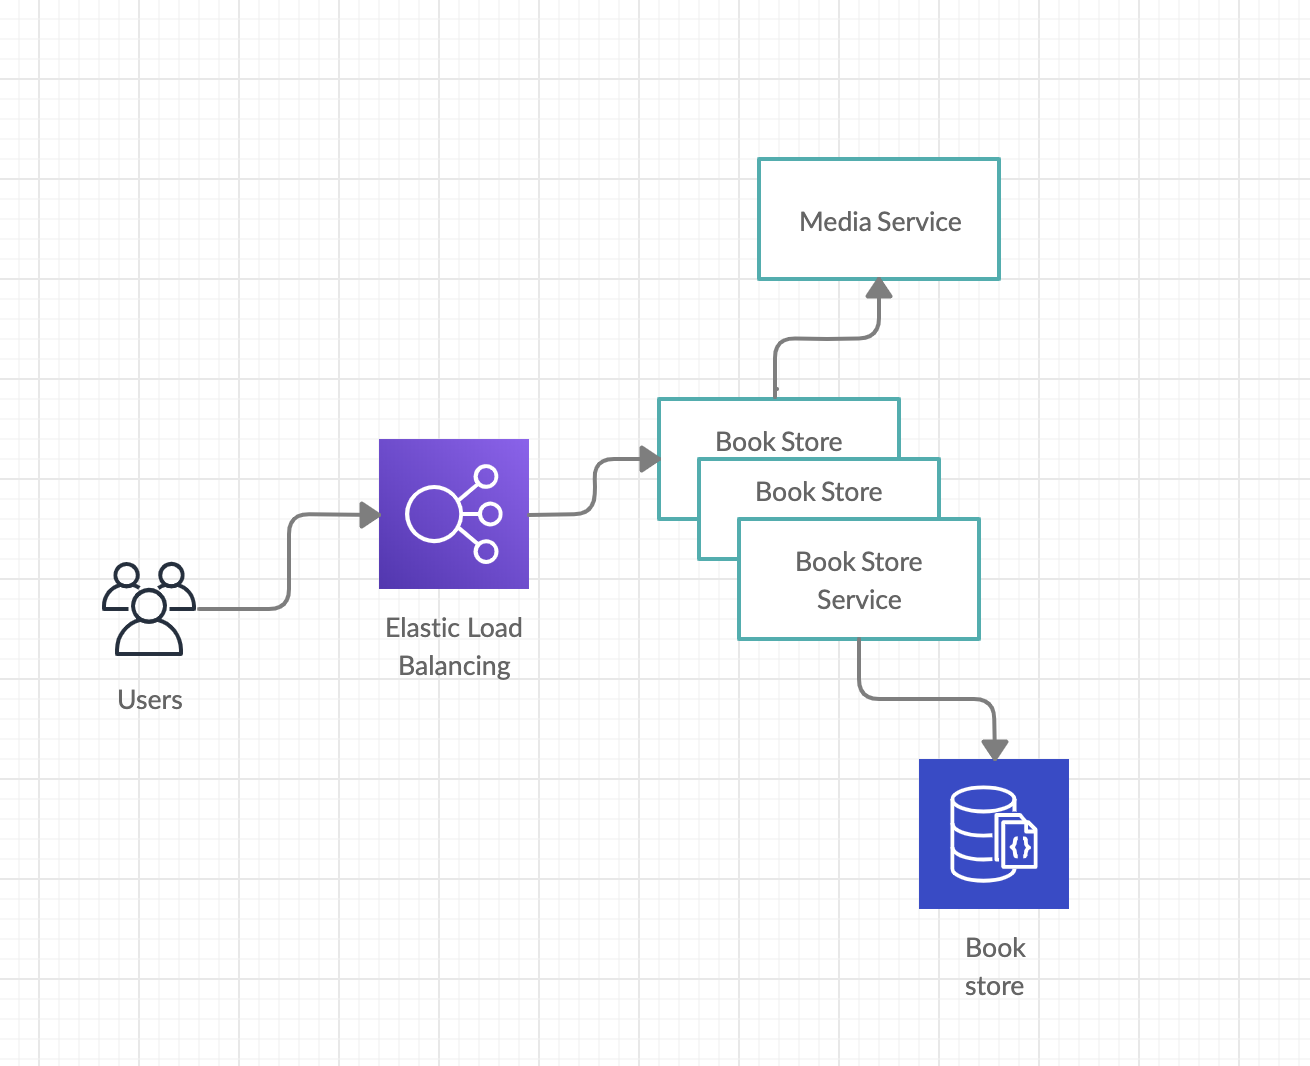 Media Service
Book Store
Book Store
Book Store
Service
Elastic Load
Balancing
Users
Book
store